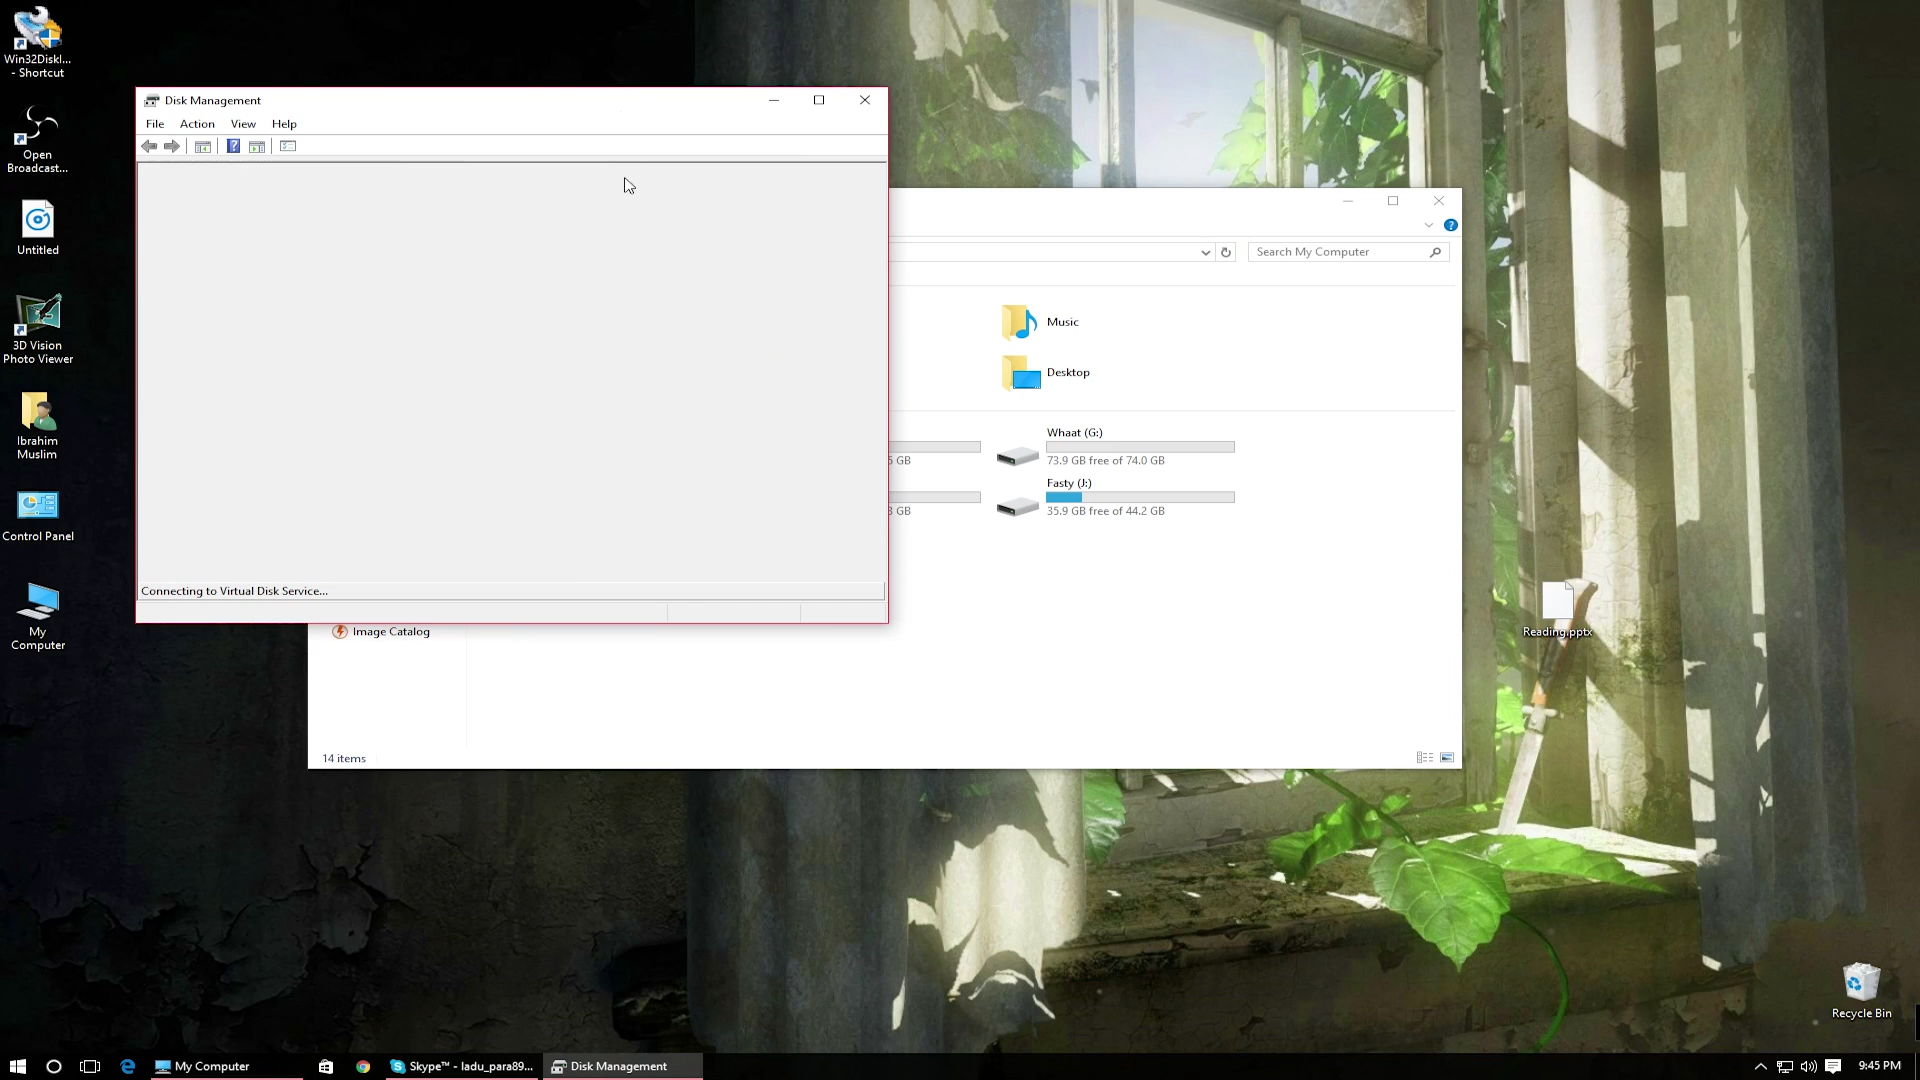 Win32DiskI...
- Shortcut
Open
Broadcast...
Untitled
3D Vision
Photo Viewer
Ibrahim
Muslim
Control Panel
My
Computer
Disk Management
File Action View Help
Connecting to Virtual Disk Service...
Search My Computer
Music
Desktop
Whaat (G:)
73.9 GB free of 74.0 GB
Fasty (J:)
35.9 GB free of 44.2 GB
GB
GB
Image Catalog
14 items
Reading.pptx
Recycle Bin
My Computer
Skype™ - ladu_para89...
Disk Management
9:45 PM